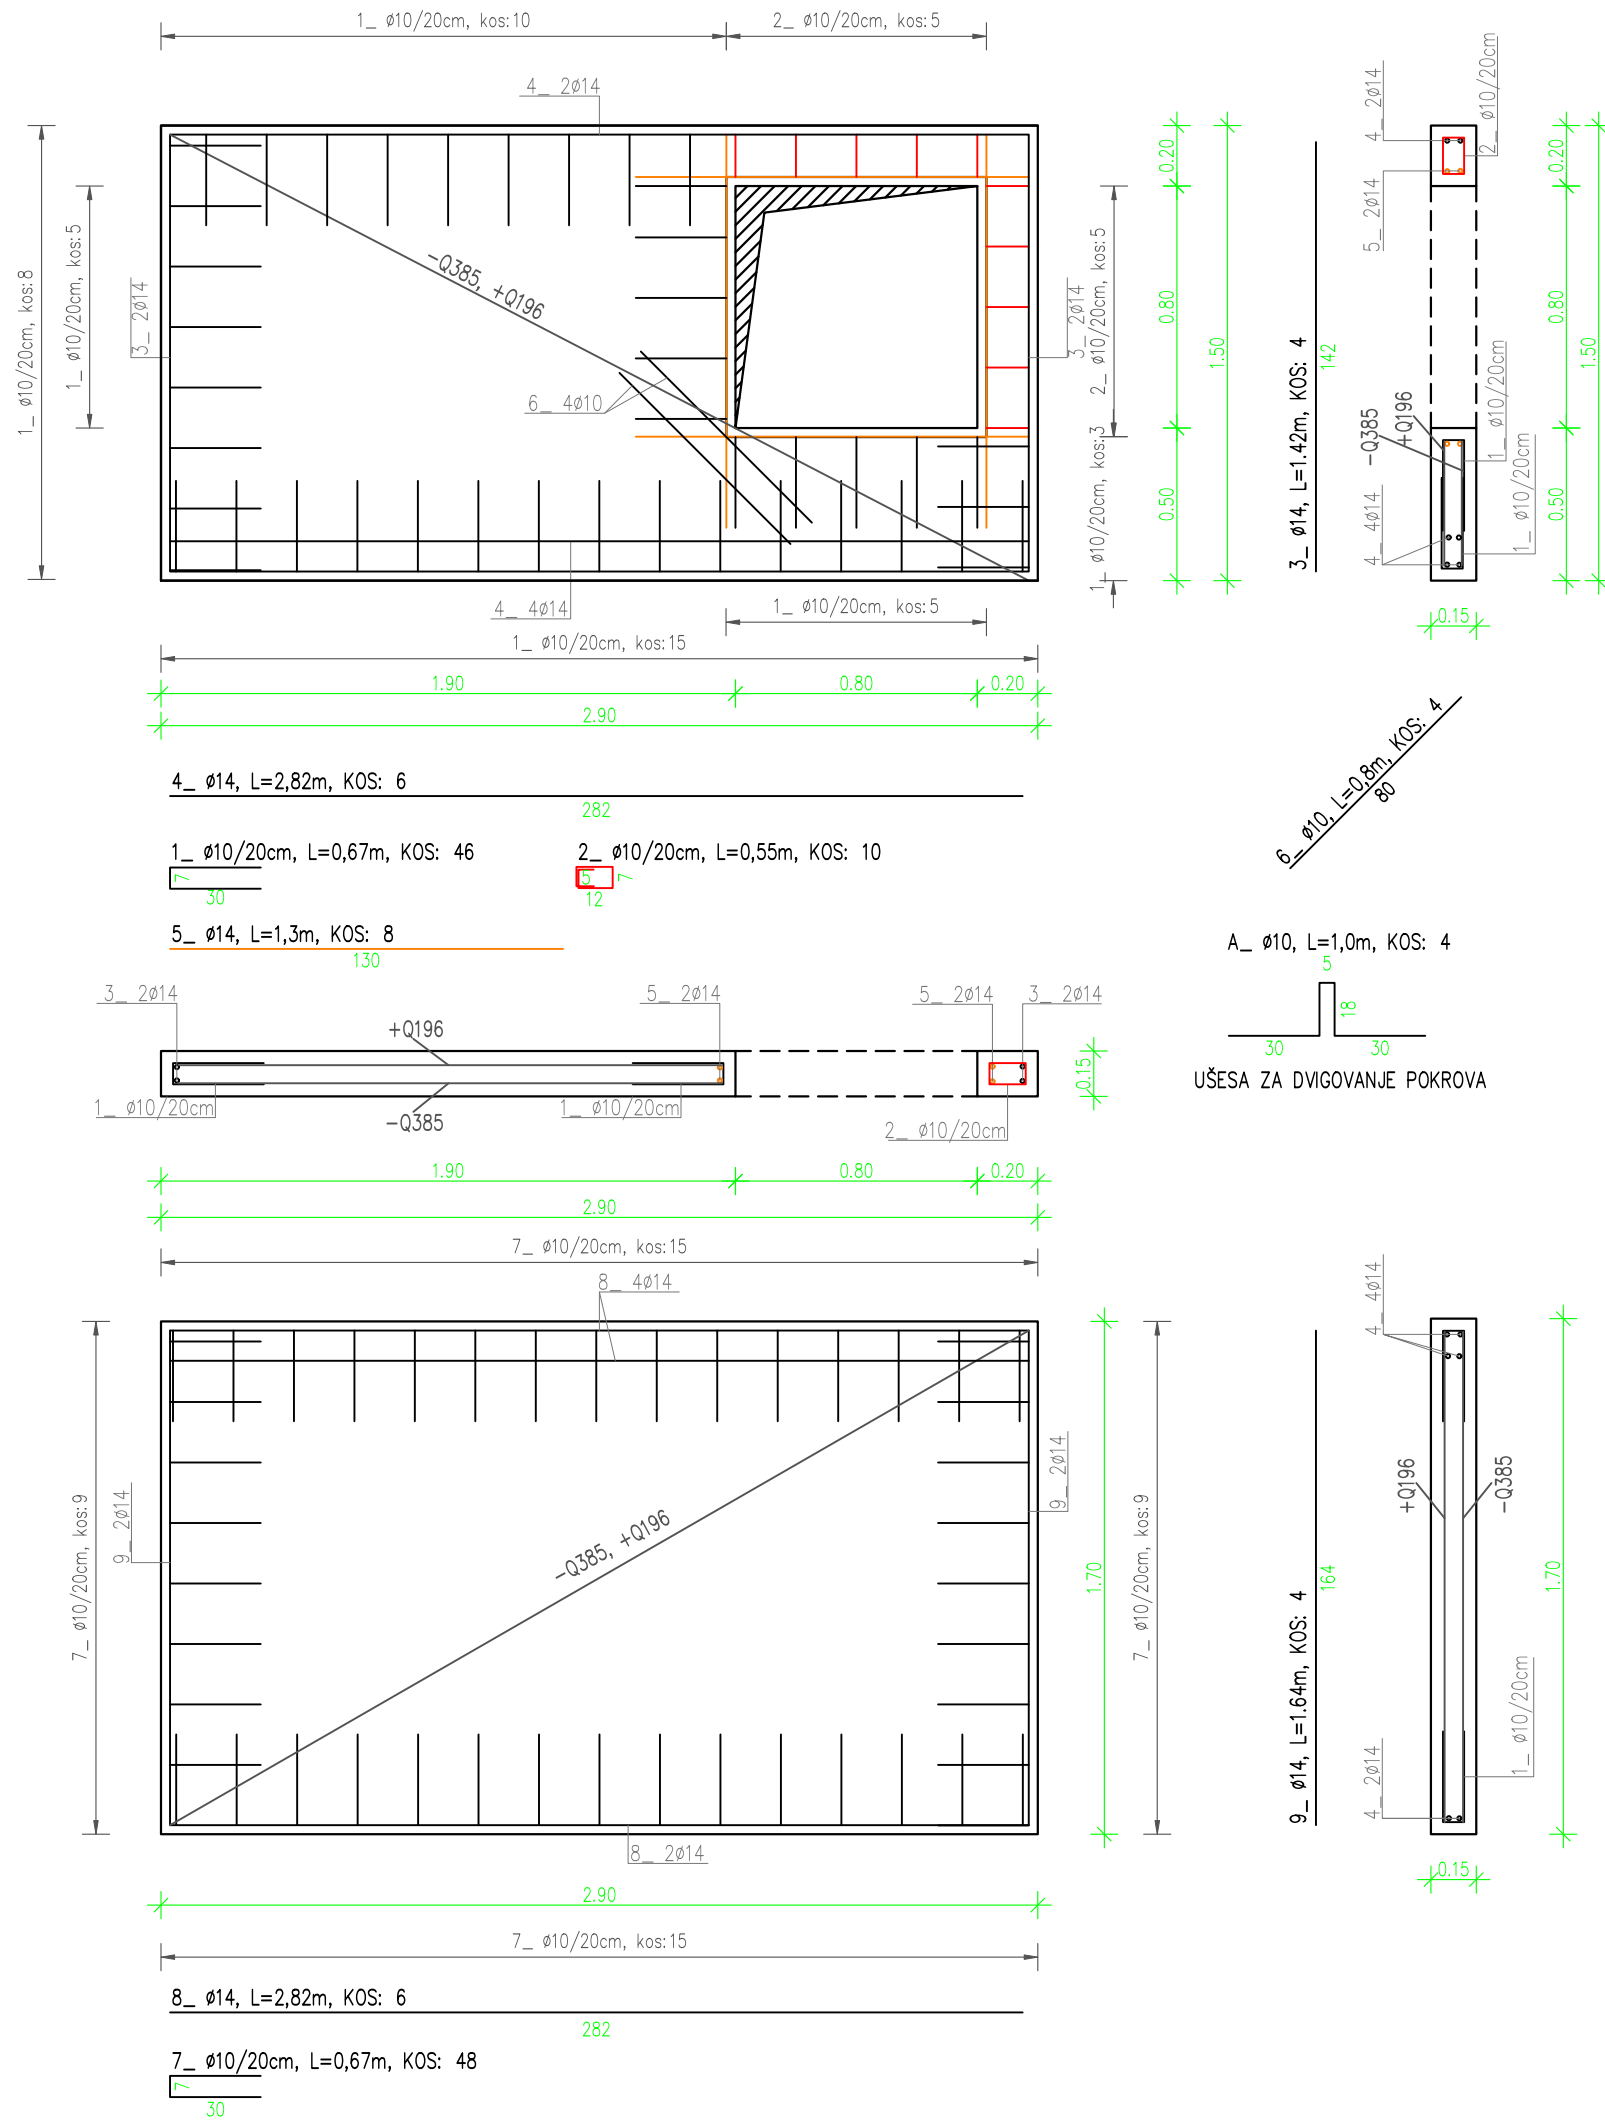 1_ ø10/20cm, kos:10
2_ ø10/20cm, kos:5
4_ 2ø14
1_ ø10/20cm, kos:8
1_ ø10/20cm, kos:5
3_ 2ø14
-Q385, +Q196
6_ 4ø10
3_ 2ø14
2_ ø10/20cm, kos:5
1_ ø10/20cm, kos:3
0.20
0.80
0.50
1.50
4_ 4ø14
1_ ø10/20cm, kos:5
1_ ø10/20cm, kos:15
1.90
0.80
0.20
2.90
3_ ø14, L=1.42m, KOS: 4
142
4_ 2ø14
2_ ø10/20cm
5_ 2ø14
-Q385
+Q196
1_ ø10/20cm
1_ ø10/20cm
4_ 4ø14
0.20
0.80
0.50
1.50
0.15
4_ ø14, L=2,82m, KOS: 6
282
1_ ø10/20cm, L=0,67m, KOS: 46
7
30
2_ ø10/20cm, L=0,55m, KOS: 10
5
7
12
5_ ø14, L=1,3m, KOS: 8
130
6_ ø10, L=0,8m, KOS: 4
80
A_ ø10, L=1,0m, KOS: 4
5
18
30
30
UŠESA ZA DVIGOVANJE POKROVA
3_ 2ø14
+Q196
5_ 2ø14
5_ 2ø14
3_ 2ø14
1_ ø10/20cm
-Q385
1_ ø10/20cm
2_ ø10/20cm
0.15
1.90
0.80
0.20
2.90
7_ ø10/20cm, kos:15
8_ 4ø14
7_ ø10/20cm, kos:9
9_ 2ø14
-Q385, +Q196
9_ 2ø14
1.70
7_ ø10/20cm, kos:9
8_ 2ø14
2.90
7_ ø10/20cm, kos:15
9_ ø14, L=1.64m, KOS: 4
164
4_ 4ø14
+Q196
-Q385
1_ ø10/20cm
4_ 2ø14
1.70
0.15
8_ ø14, L=2,82m, KOS: 6
282
7_ ø10/20cm, L=0,67m, KOS: 48
7
30